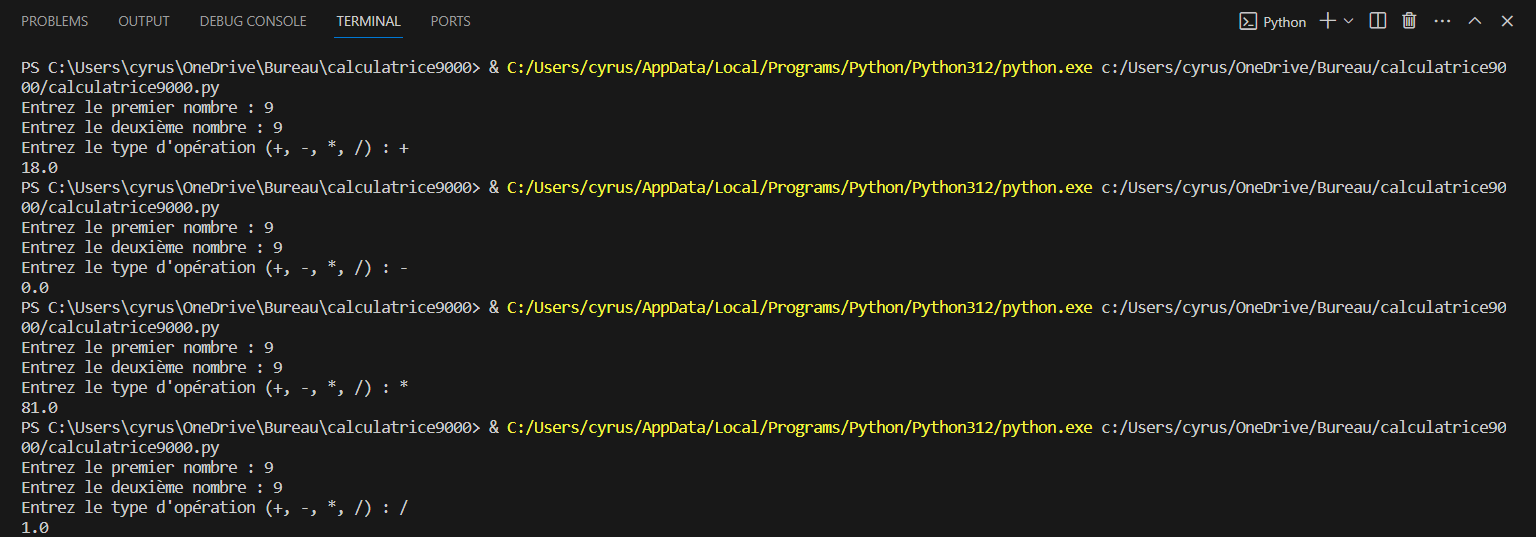 PROBLEMS OUTPUT DEBUG CONSOLE TERMINAL PORTS Python
PS C:\Users\cyrus\OneDrive\Bureau\calculatrice9000> & C:/Users/cyrus/AppData/Local/Programs/Python/Python312/python.exe c:/Users/cyrus/OneDrive/Bureau/calculatrice90
00/calculatrice9000.py
Entrez le premier nombre : 9
Entrez le deuxième nombre : 9
Entrez le type d'opération (+, -, *, /) : +
18.0
PS C:\Users\cyrus\OneDrive\Bureau\calculatrice9000> & C:/Users/cyrus/AppData/Local/Programs/Python/Python312/python.exe c:/Users/cyrus/OneDrive/Bureau/calculatrice90
00/calculatrice9000.py
Entrez le premier nombre : 9
Entrez le deuxième nombre : 9
Entrez le type d'opération (+, -, *, /) : -
0.0
PS C:\Users\cyrus\OneDrive\Bureau\calculatrice9000> & C:/Users/cyrus/AppData/Local/Programs/Python/Python312/python.exe c:/Users/cyrus/OneDrive/Bureau/calculatrice90
00/calculatrice9000.py
Entrez le premier nombre : 9
Entrez le deuxième nombre : 9
Entrez le type d'opération (+, -, *, /) : *
81.0
PS C:\Users\cyrus\OneDrive\Bureau\calculatrice9000> & C:/Users/cyrus/AppData/Local/Programs/Python/Python312/python.exe c:/Users/cyrus/OneDrive/Bureau/calculatrice90
00/calculatrice9000.py
Entrez le premier nombre : 9
Entrez le deuxième nombre : 9
Entrez le type d'opération (+, -, *, /) : /
1.0